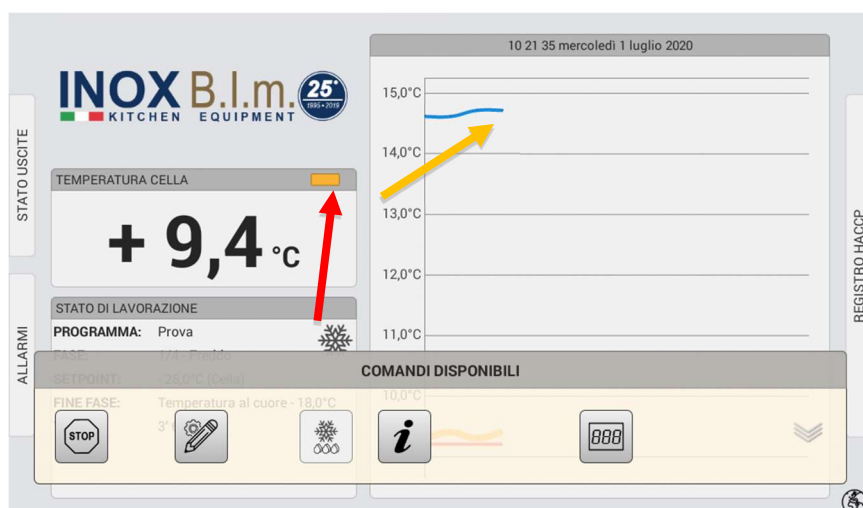 10 21 35 mercoledì 1 luglio 2020
INOX B.I.m. 25°
1995•2019
KITCHEN EQUIPMENT
STATO USCITE
ALLARMI
TEMPERATURA CELLA
+ 9,4 °C
STATO DI LAVORAZIONE
PROGRAMMA: Prova
FASE: 1/4 - Freddo
SETPOINT: - 26,0°C (Cella)
FINE FASE: Temperatura al cuore - 18,0°C
3'
15,0°C
14,0°C
13,0°C
12,0°C
11,0°C
10,0°C
REGISTRO HACCP
COMANDI DISPONIBILI
STOP
i
888